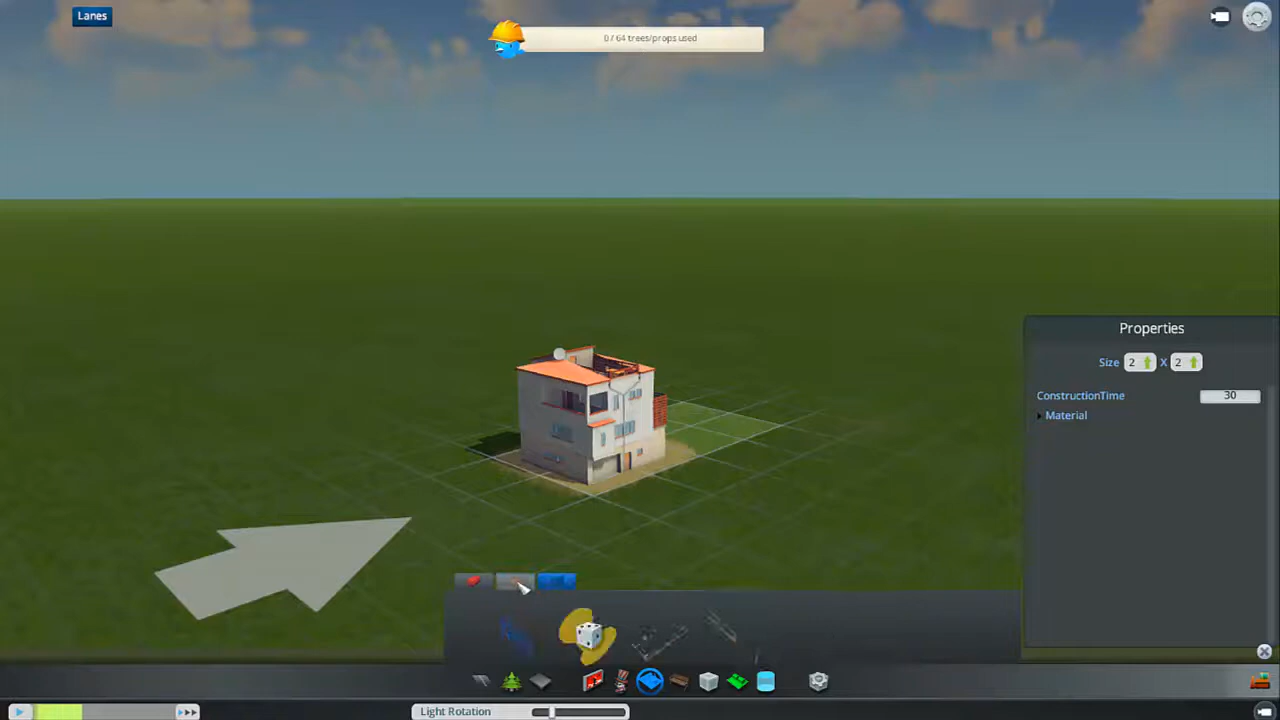 Lanes
0 / 64 trees/props used
Properties
Size 2 X 2
ConstructionTime 30
Material
Light Rotation